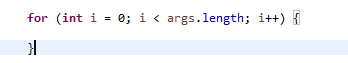 for (int i = 0; i < args.length; i++) {
}